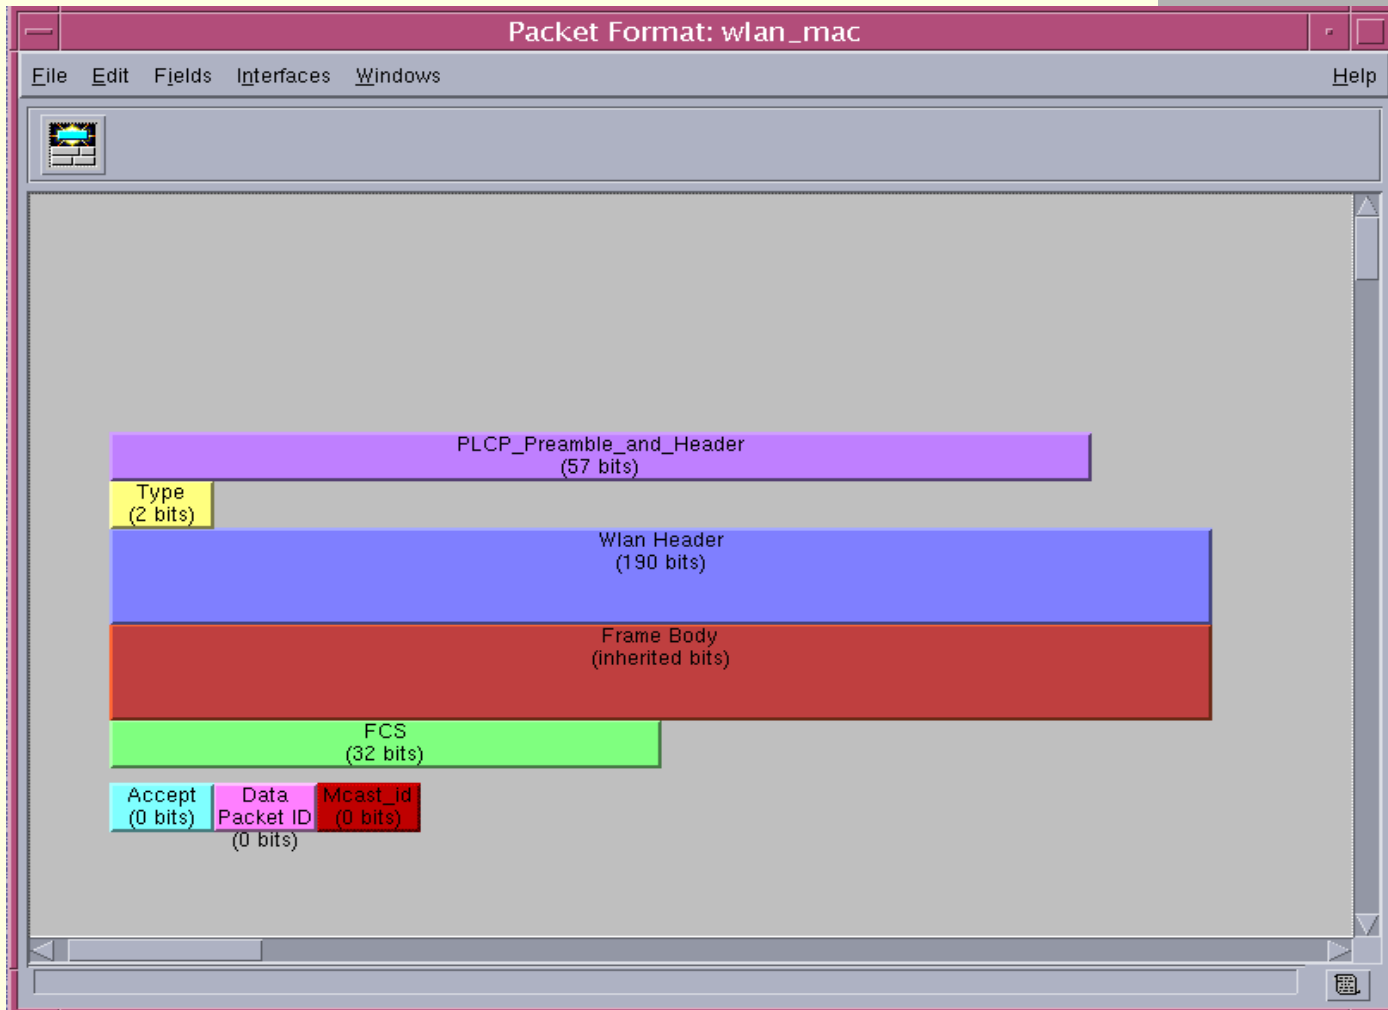 Packet Format: wlan_mac
File Edit Fields Interfaces Windows Help
PLCP_Preamble_and_Header
(57 bits)
Type
(2 bits)
Wlan Header
(190 bits)
Frame Body
(inherited bits)
FCS
(32 bits)
Accept
(0 bits)
Data
Packet ID
(0 bits)
Mcast_id
(0 bits)